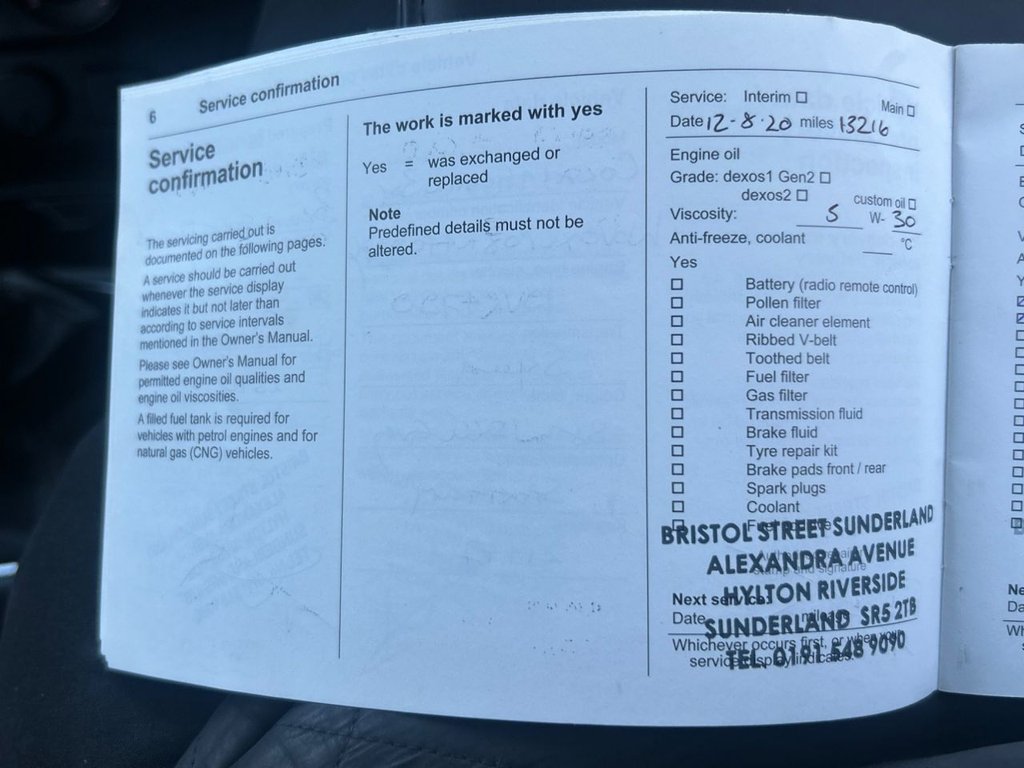 6 Service confirmation
Service
confirmation
The servicing carried out is
documented on the following pages.
A service should be carried out
whenever the service display
indicates it but not later than
according to service intervals
mentioned in the Owner's Manual.
Please see Owner's Manual for
permitted engine oil qualities and
engine oil viscosities.
A filled fuel tank is required for
vehicles with petrol engines and for
natural gas (CNG) vehicles.
The work is marked with yes
Yes = was exchanged or
replaced
Note
Predefined details must not be
altered.
Service: Interim ☐ Main ☐
Date 12-8-20 miles 13216
Engine oil
Grade: dexos1 Gen2 ☐
dexos2 ☐ custom oil ☐
Viscosity: 5 W- 30
Anti-freeze, coolant ___ °C
Yes
☐ Battery (radio remote control)
☐ Pollen filter
☐ Air cleaner element
☐ Ribbed V-belt
☐ Toothed belt
☐ Fuel filter
☐ Gas filter
☐ Transmission fluid
☐ Brake fluid
☐ Tyre repair kit
☐ Brake pads front / rear
☐ Spark plugs
☐ Coolant
BRISTOL STREET SUNDERLAND
ALEXANDRA AVENUE
stamp and signature
HYLTON RIVERSIDE
Next service:
Date mileage
SUNDERLAND SR5 2TB
Whichever occurs first, or when
service display indicates.
TEL. 0191 548 9090